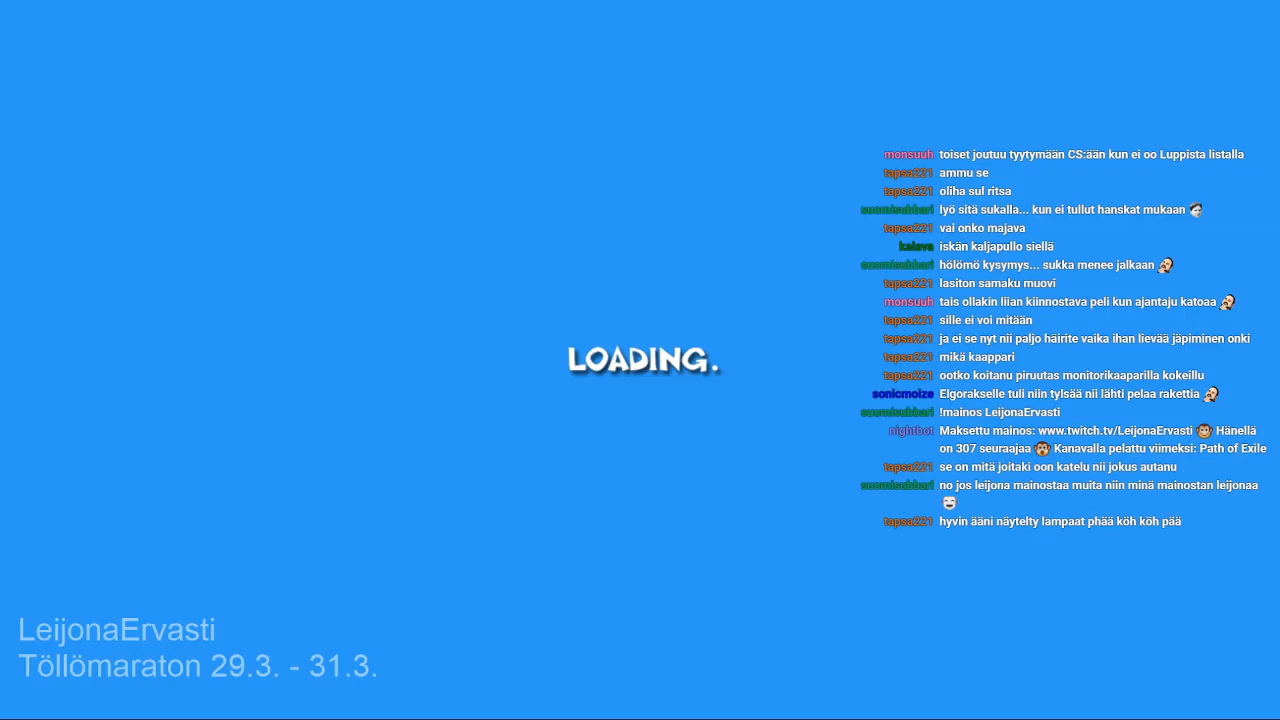 monsuuh toiset joutuu tyytymään CS:ään kun ei oo Luppista listalla
tapsa221 ammu se
tapsa221 oliha sul ritsa
suomisubbari lyö sitä sukalla... kun ei tullut hanskat mukaan
tapsa221 vai onko majava
kalava iskän kaljapullo siellä
suomisubbari hölömö kysymys... sukka menee jalkaan
tapsa221 lasiton samaku muovi
monsuuh tais ollakin liian kiinnostava peli kun ajantaju katoaa
tapsa221 sille ei voi mitään
tapsa221 ja ei se nyt nii paljo häirite vaika ihan lievää jäpiminen onki
tapsa221 mikä kaappari
tapsa221 ootko koitanu piruutas monitorikaaparilla kokeillu
sonicmoize Elgorakselle tuli niin tylsää nii lähti pelaa rakettia
suomisubbari !mainos LeijonaErvasti
nightbot Maksettu mainos: www.twitch.tv/LeijonaErvasti Hänellä
on 307 seuraajaa Kanavalla pelattu viimeksi: Path of Exile
tapsa221 se on mitä joitaki oon katelu nii jokus autanu
suomisubbari no jos leijona mainostaa muita niin minä mainostan leijonaa
tapsa221 hyvin ääni näytelty lampaat phää köh köh pää
LOADING.
LeijonaErvasti
Töllömaraton 29.3. - 31.3.